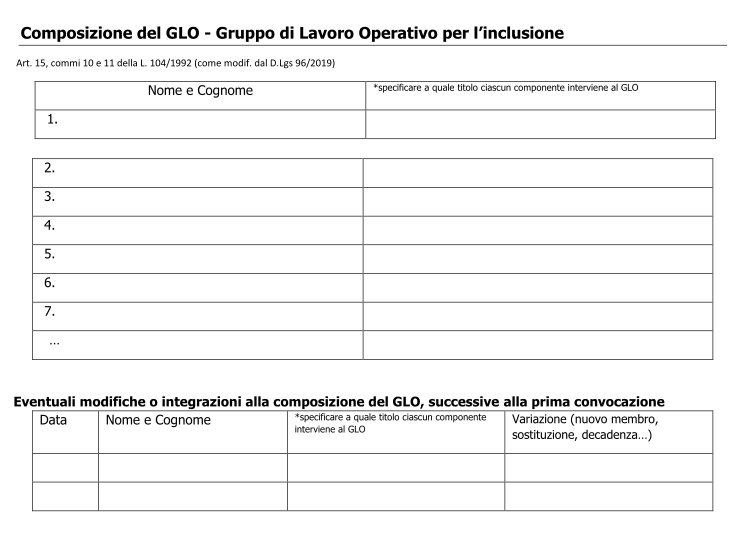 Composizione del GLO - Gruppo di Lavoro Operativo per l’inclusione
Art. 15, commi 10 e 11 della L. 104/1992 (come modif. dal D.Lgs 96/2019)
Nome e Cognome
*specificare a quale titolo ciascun componente interviene al GLO
1.
2.
3.
4.
5.
6.
7.
…
Eventuali modifiche o integrazioni alla composizione del GLO, successive alla prima convocazione
Data
Nome e Cognome
*specificare a quale titolo ciascun componente
interviene al GLO
Variazione (nuovo membro,
sostituzione, decadenza…)